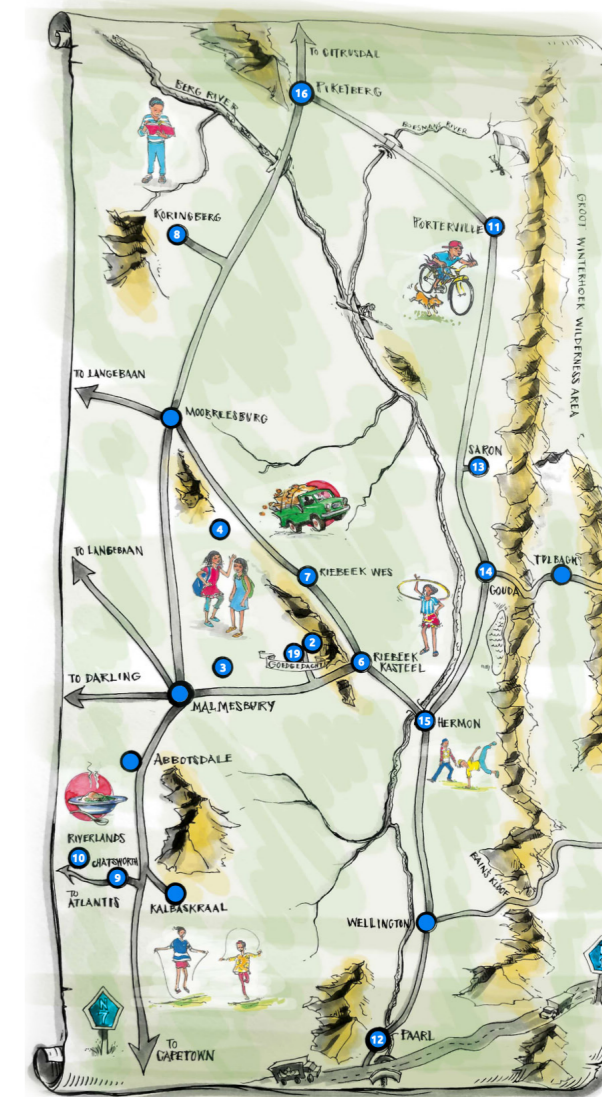 TO CITRUSDAL
16
PIKETBERG
BERG RIVER
PORTERVILLE
11
KORINGBERG
8
GROOT WINTERHOEK WILDERNESS AREA
TO LANGEBAAN
MOORREESBURG
SARON
13
4
TO LANGEBAAN
7
RIEBEEK WES
14
GOUDA
TULBAGH
2
19
GOEDGEDACHT
6
RIEBEEK
KASTEEL
3
TO DARLING
MALMESBURY
15
HERMON
ABBOTSDALE
RIVERLANDS
10
CHATSWORTH
9
TO
ATLANTIS
KALBASKRAAL
BAINS KLOOF
WELLINGTON
N
7
TO
CAPETOWN
12
PAARL